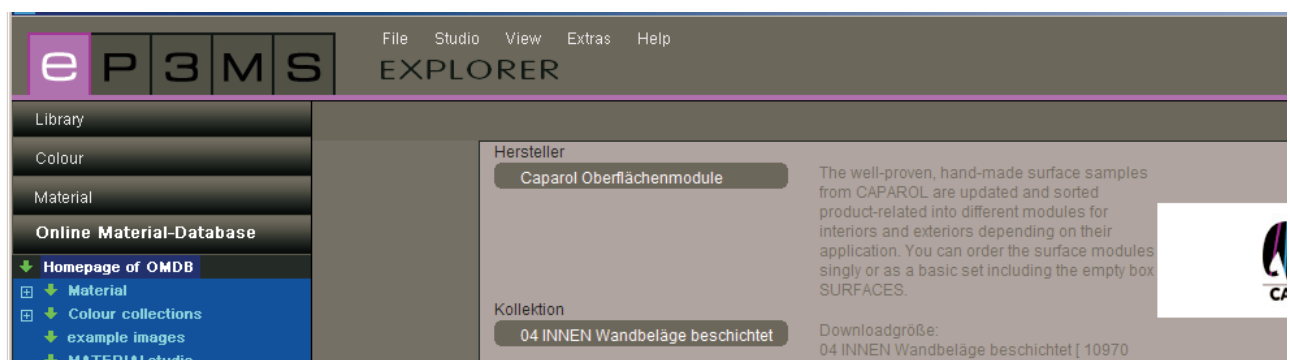 eP3MS
File Studio View Extras Help
EXPLORER
Library
Colour
Material
Online Material-Database
Homepage of OMDB
Material
Colour collections
example images
MATERIALstudio
Hersteller
Caparol Oberflächenmodule
Kollektion
04 INNEN Wandbeläge beschichtet
The well-proven, hand-made surface samples
from CAPAROL are updated and sorted
product-related into different modules for
interiors and exteriors depending on their
application. You can order the surface modules
singly or as a basic set including the empty box
SURFACES.
Downloadgröße:
04 INNEN Wandbeläge beschichtet [ 10970
CA